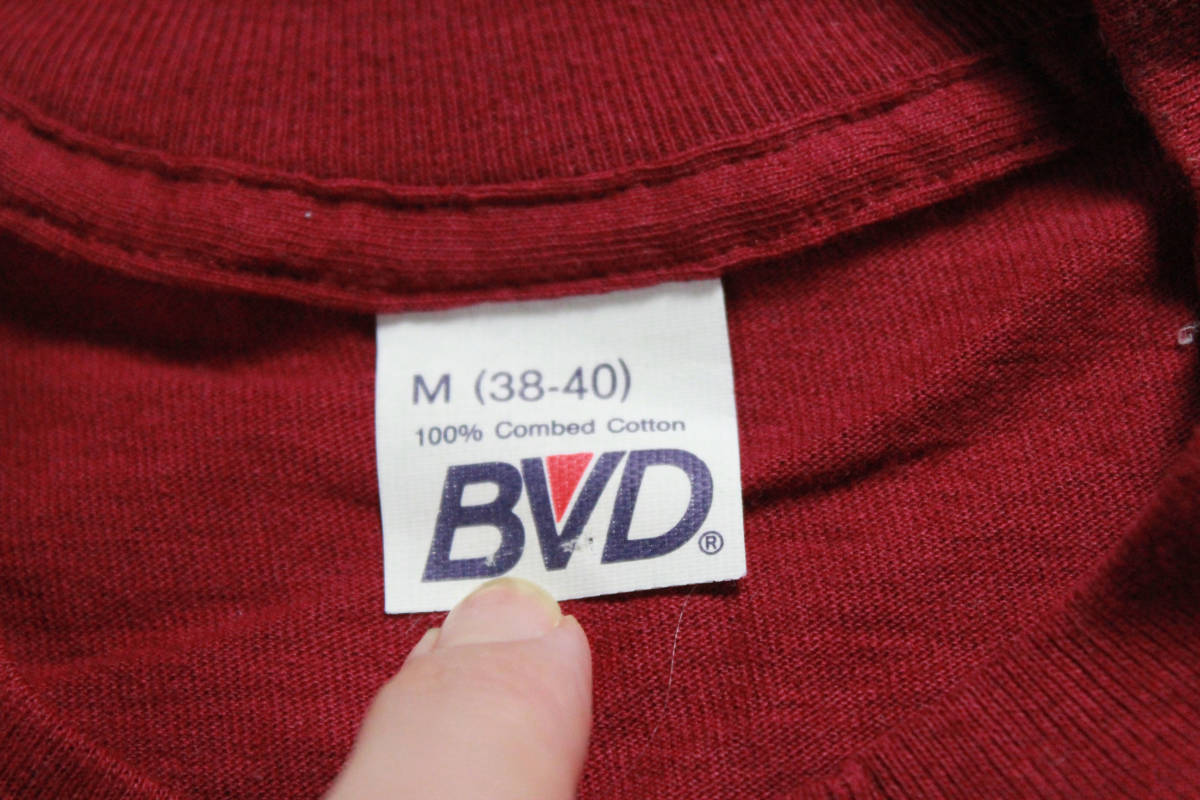 M (38-40)
100% Combed Cotton
BVD®